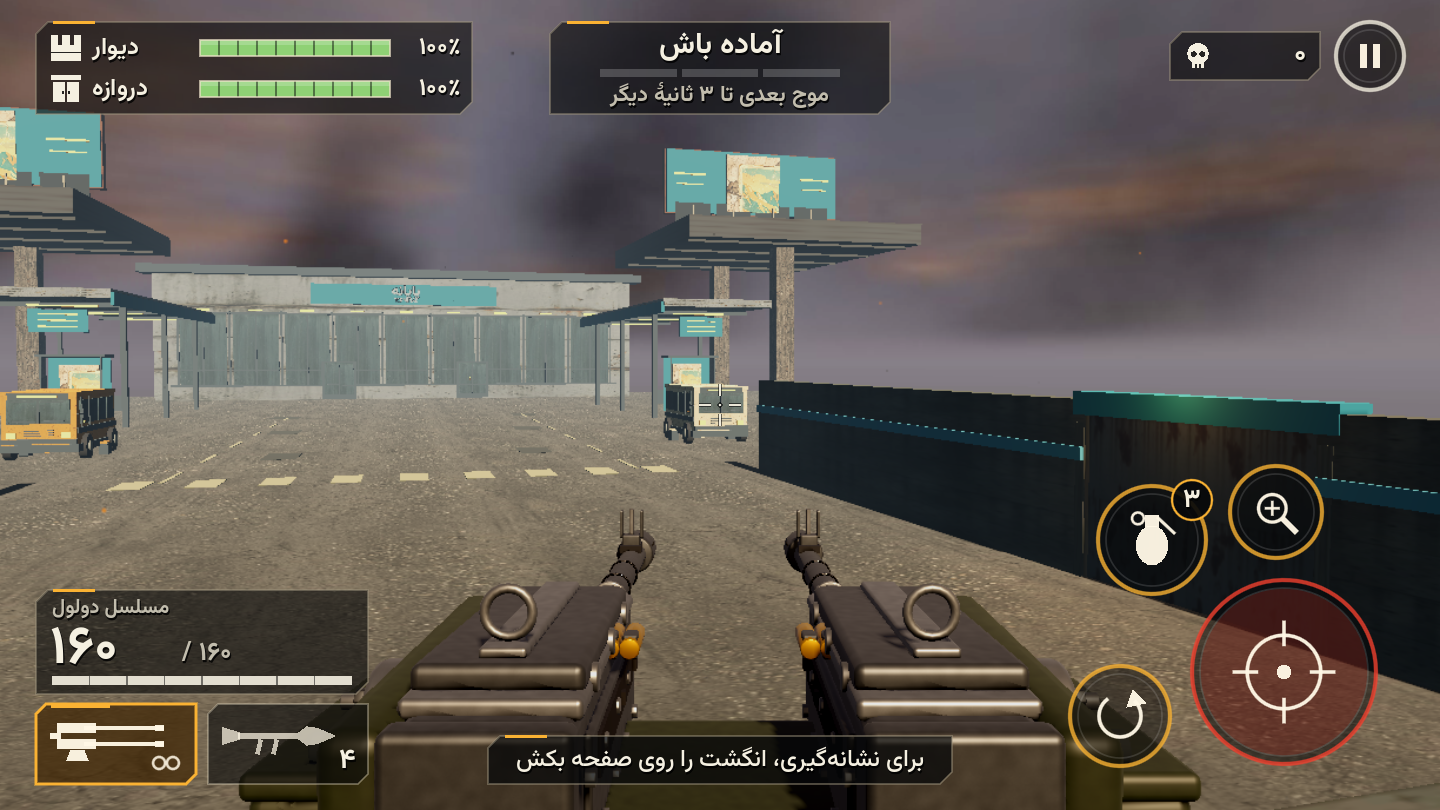 دیوار ۱۰۰٪
دروازه ۱۰۰٪
آماده باش
موج بعدی تا ۳ ثانیهٔ دیگر
۰
پایانه
۳
مسلسل دولول
۱۶۰ / ۱۶۰
∞
۴
برای نشانه‌گیری، انگشت را روی صفحه بکش